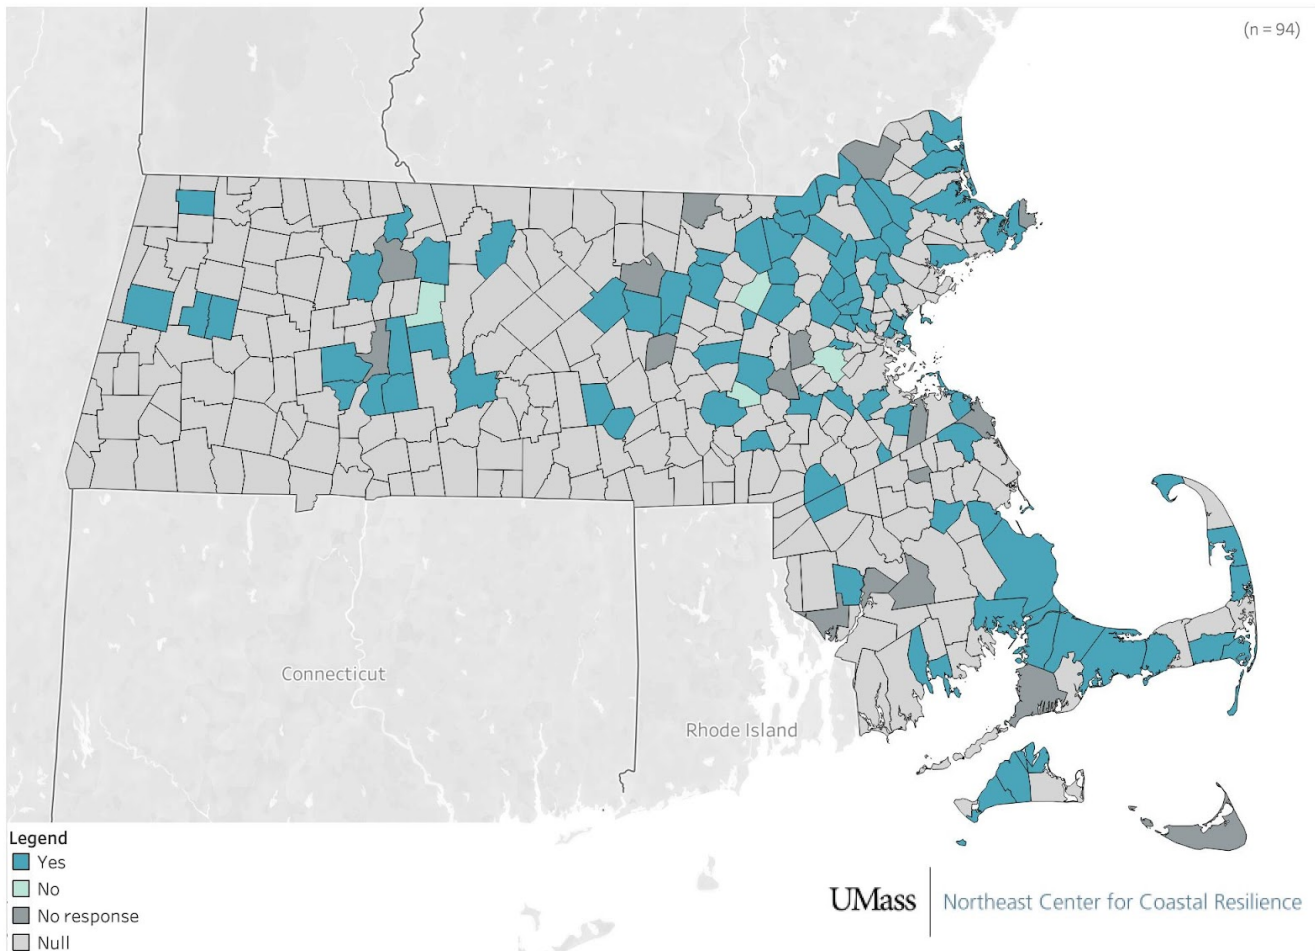 (n = 94)
Connecticut
Rhode Island
Legend
Yes
No
No response
Null
UMass
Northeast Center for Coastal Resilience